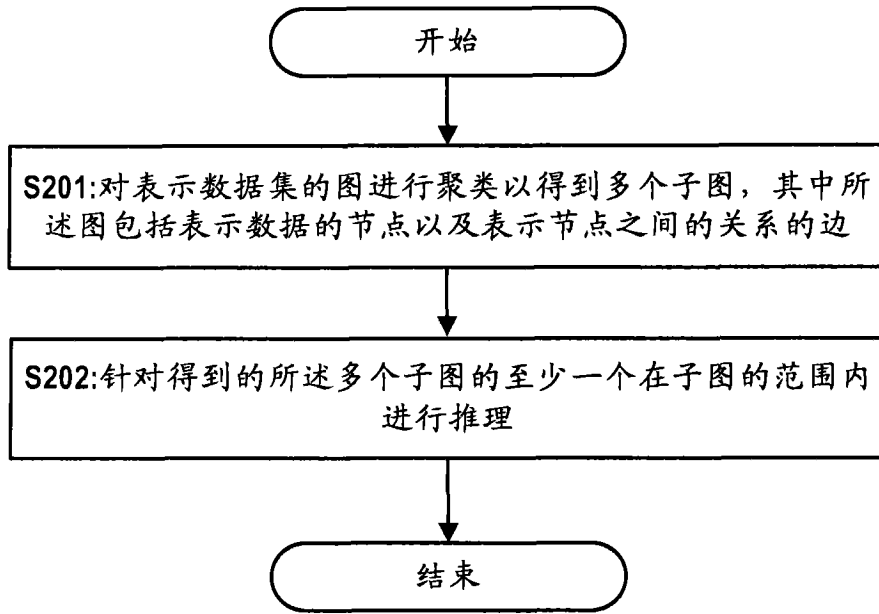 开始
S201:对表示数据集的图进行聚类以得到多个子图，其中所
述图包括表示数据的节点以及表示节点之间的关系的边
S202:针对得到的所述多个子图的至少一个在子图的范围内
进行推理
结束